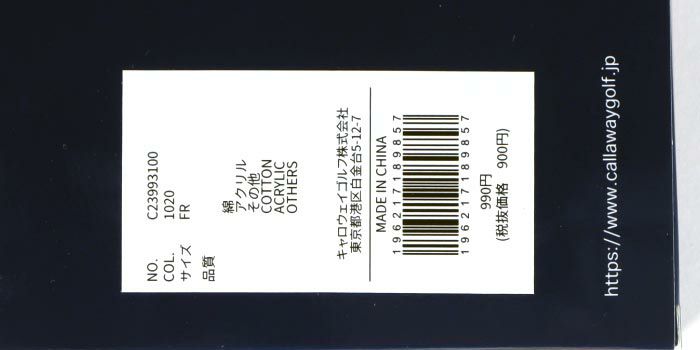 NO. C23993100
COL. 1020
サイズ FR
品質
綿
アクリル
その他
COTTON
ACRYLIC
OTHERS
キャロウェイゴルフ株式会社
東京都港区白金台5-12-7
MADE IN CHINA
196217189857
196217189857
990円
(税抜価格 900円)
https://www.callawaygolf.jp